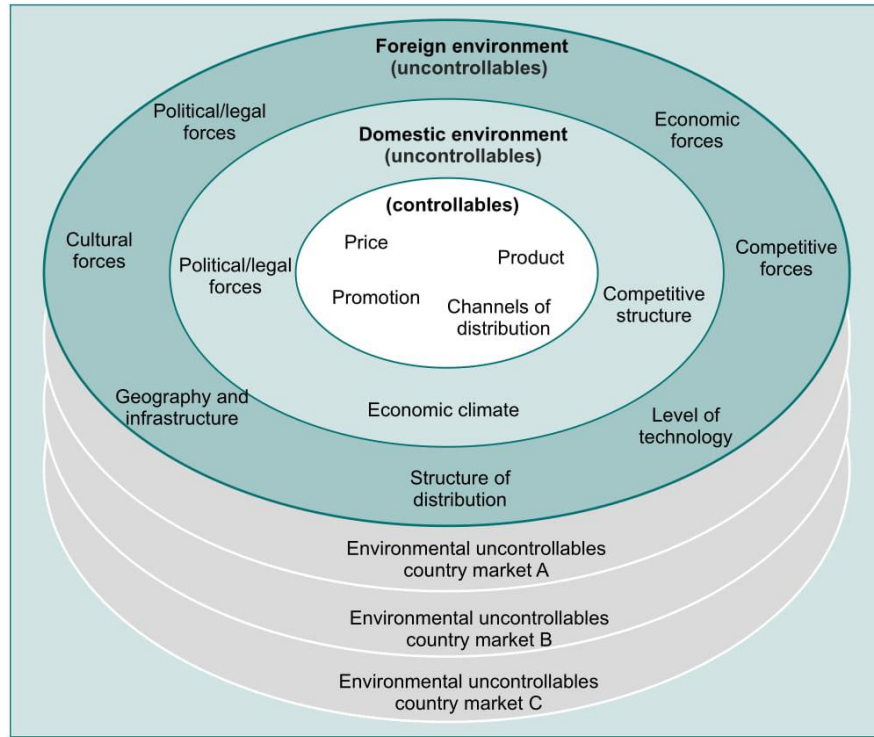 Foreign environment
(uncontrollables)
Political/legal
forces
Economic
forces
Domestic environment
(uncontrollables)
(controllables)
Cultural
forces
Price
Product
Competitive
forces
Political/legal
forces
Promotion
Channels of
distribution
Competitive
structure
Geography and
infrastructure
Economic climate
Level of
technology
Structure of
distribution
Environmental uncontrollables
country market A
Environmental uncontrollables
country market B
Environmental uncontrollables
country market C